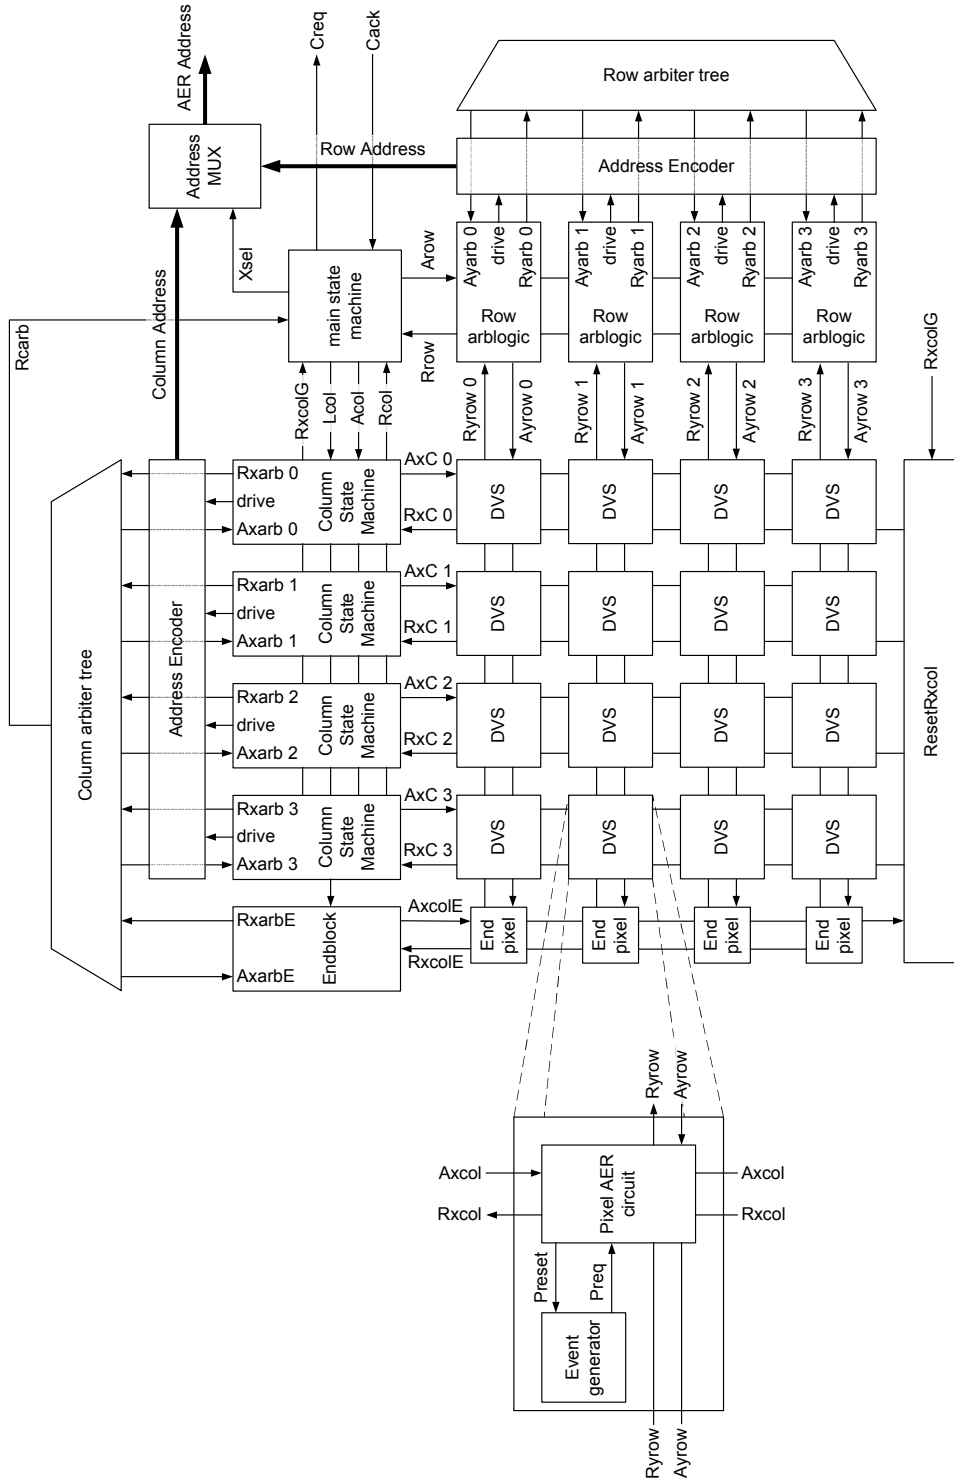 AER Address
Creq
Cack
Row arbiter tree
Address
MUX
Row Address
Address Encoder
Xsel
Column Address
Rcarb
main state
machine
Arow
Rrow
RxcolG
Lcol
Acol
Rcol
Ayarb 0
drive
Ryarb 0
Row
arblogic
Ayarb 1
drive
Ryarb 1
Row
arblogic
Ayarb 2
drive
Ryarb 2
Row
arblogic
Ayarb 3
drive
Ryarb 3
Row
arblogic
Ryrow 0
Ayrow 0
Ryrow 1
Ayrow 1
Ryrow 2
Ayrow 2
Ryrow 3
Ayrow 3
RxcolG
Column arbiter tree
Address Encoder
Rxarb 0
drive
Axarb 0
Column
State
Machine
AxC 0
RxC 0
DVS
DVS
DVS
DVS
Rxarb 1
drive
Axarb 1
Column
State
Machine
AxC 1
RxC 1
DVS
DVS
DVS
DVS
Rxarb 2
drive
Axarb 2
Column
State
Machine
AxC 2
RxC 2
DVS
DVS
DVS
DVS
Rxarb 3
drive
Axarb 3
Column
State
Machine
AxC 3
RxC 3
DVS
DVS
DVS
DVS
ResetRxcol
RxarbE
AxarbE
Endblock
AxcolE
RxcolE
End
pixel
End
pixel
End
pixel
End
pixel
Ryrow
Ayrow
Axcol
Rxcol
Pixel AER
circuit
Axcol
Rxcol
Preset
Preq
Event
generator
Ryrow
Ayrow